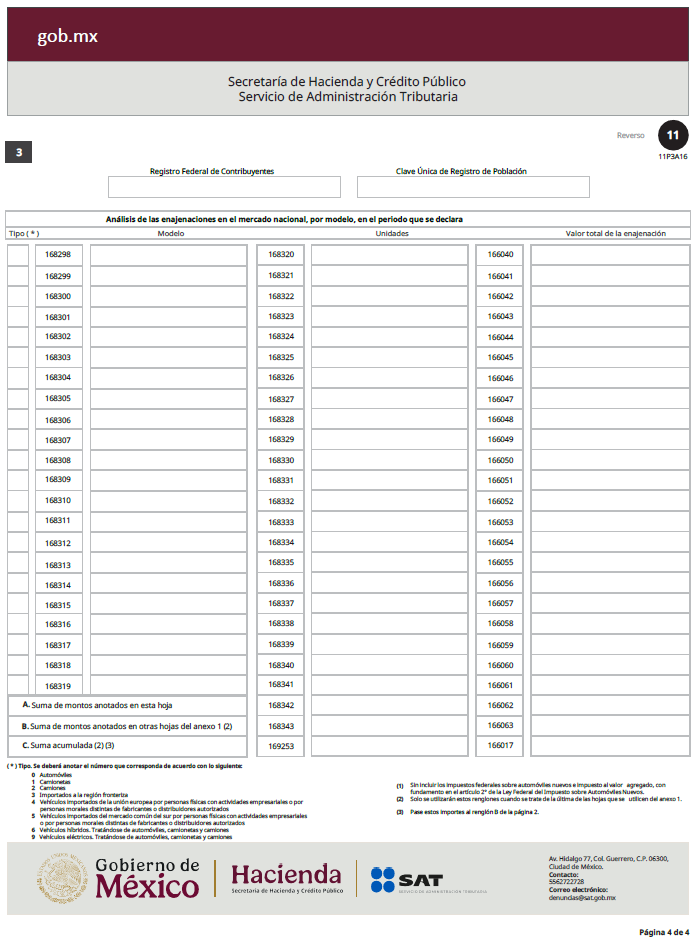 gob.mx
Secretaría de Hacienda y Crédito Público
Servicio de Administración Tributaria
Reverso 11
3
11P3A16
Registro Federal de Contribuyentes Clave Única de Registro de Población
Análisis de las enajenaciones en el mercado nacional, por modelo, en el periodo que se declara
Tipo ( * ) Modelo Unidades Valor total de la enajenación
168298 168320 166040
168299 168321 166041
168300 168322 166042
168301 168323 166043
168302 168324 166044
168303 168325 166045
168304 168326 166046
168305 168327 166047
168306 168328 166048
168307 168329 166049
168308 168330 166050
168309 168331 166051
168310 168332 166052
168311 168333 166053
168312 168334 166054
168313 168335 166055
168314 168336 166056
168315 168337 166057
168316 168338 166058
168317 168339 166059
168318 168340 166060
168319 168341 166061
A. Suma de montos anotados en esta hoja 168342 166062
B. Suma de montos anotados en otras hojas del anexo 1 (2) 168343 166063
C. Suma acumulada (2) (3) 169253 166017
( * ) Tipo. Se deberá anotar el número que corresponda de acuerdo con lo siguiente:
0 Automóviles
1 Camionetas
2 Camiones
3 Importados a la región fronteriza
4 Vehículos importados de la unión europea por personas físicas con actividades empresariales o por
personas morales distintas de fabricantes o distribuidores autorizados
5 Vehículos importados del mercado común del sur por personas físicas con actividades empresariales
o por personas morales distintas de fabricantes o distribuidores autorizados
6 Vehículos híbridos. Tratándose de automóviles, camionetas y camiones
9 Vehículos eléctricos. Tratándose de automóviles, camionetas y camiones
(1) Sin incluir los impuestos federales sobre automóviles nuevos e impuesto al valor agregado, con
fundamento en el artículo 2º de la Ley Federal del Impuesto sobre Automóviles Nuevos.
(2) Solo se utilizarán estos renglones cuando se trate de la última de las hojas que se utilicen del anexo 1.
(3) Pase estos importes al renglón B de la página 2.
Gobierno de
México
Hacienda
Secretaría de Hacienda y Crédito Público
SAT
SERVICIO DE ADMINISTRACIÓN TRIBUTARIA
Av. Hidalgo 77, Col. Guerrero, C.P. 06300,
Ciudad de México.
Contacto:
5562722728
Correo electrónico:
denuncias@sat.gob.mx
Página 4 de 4